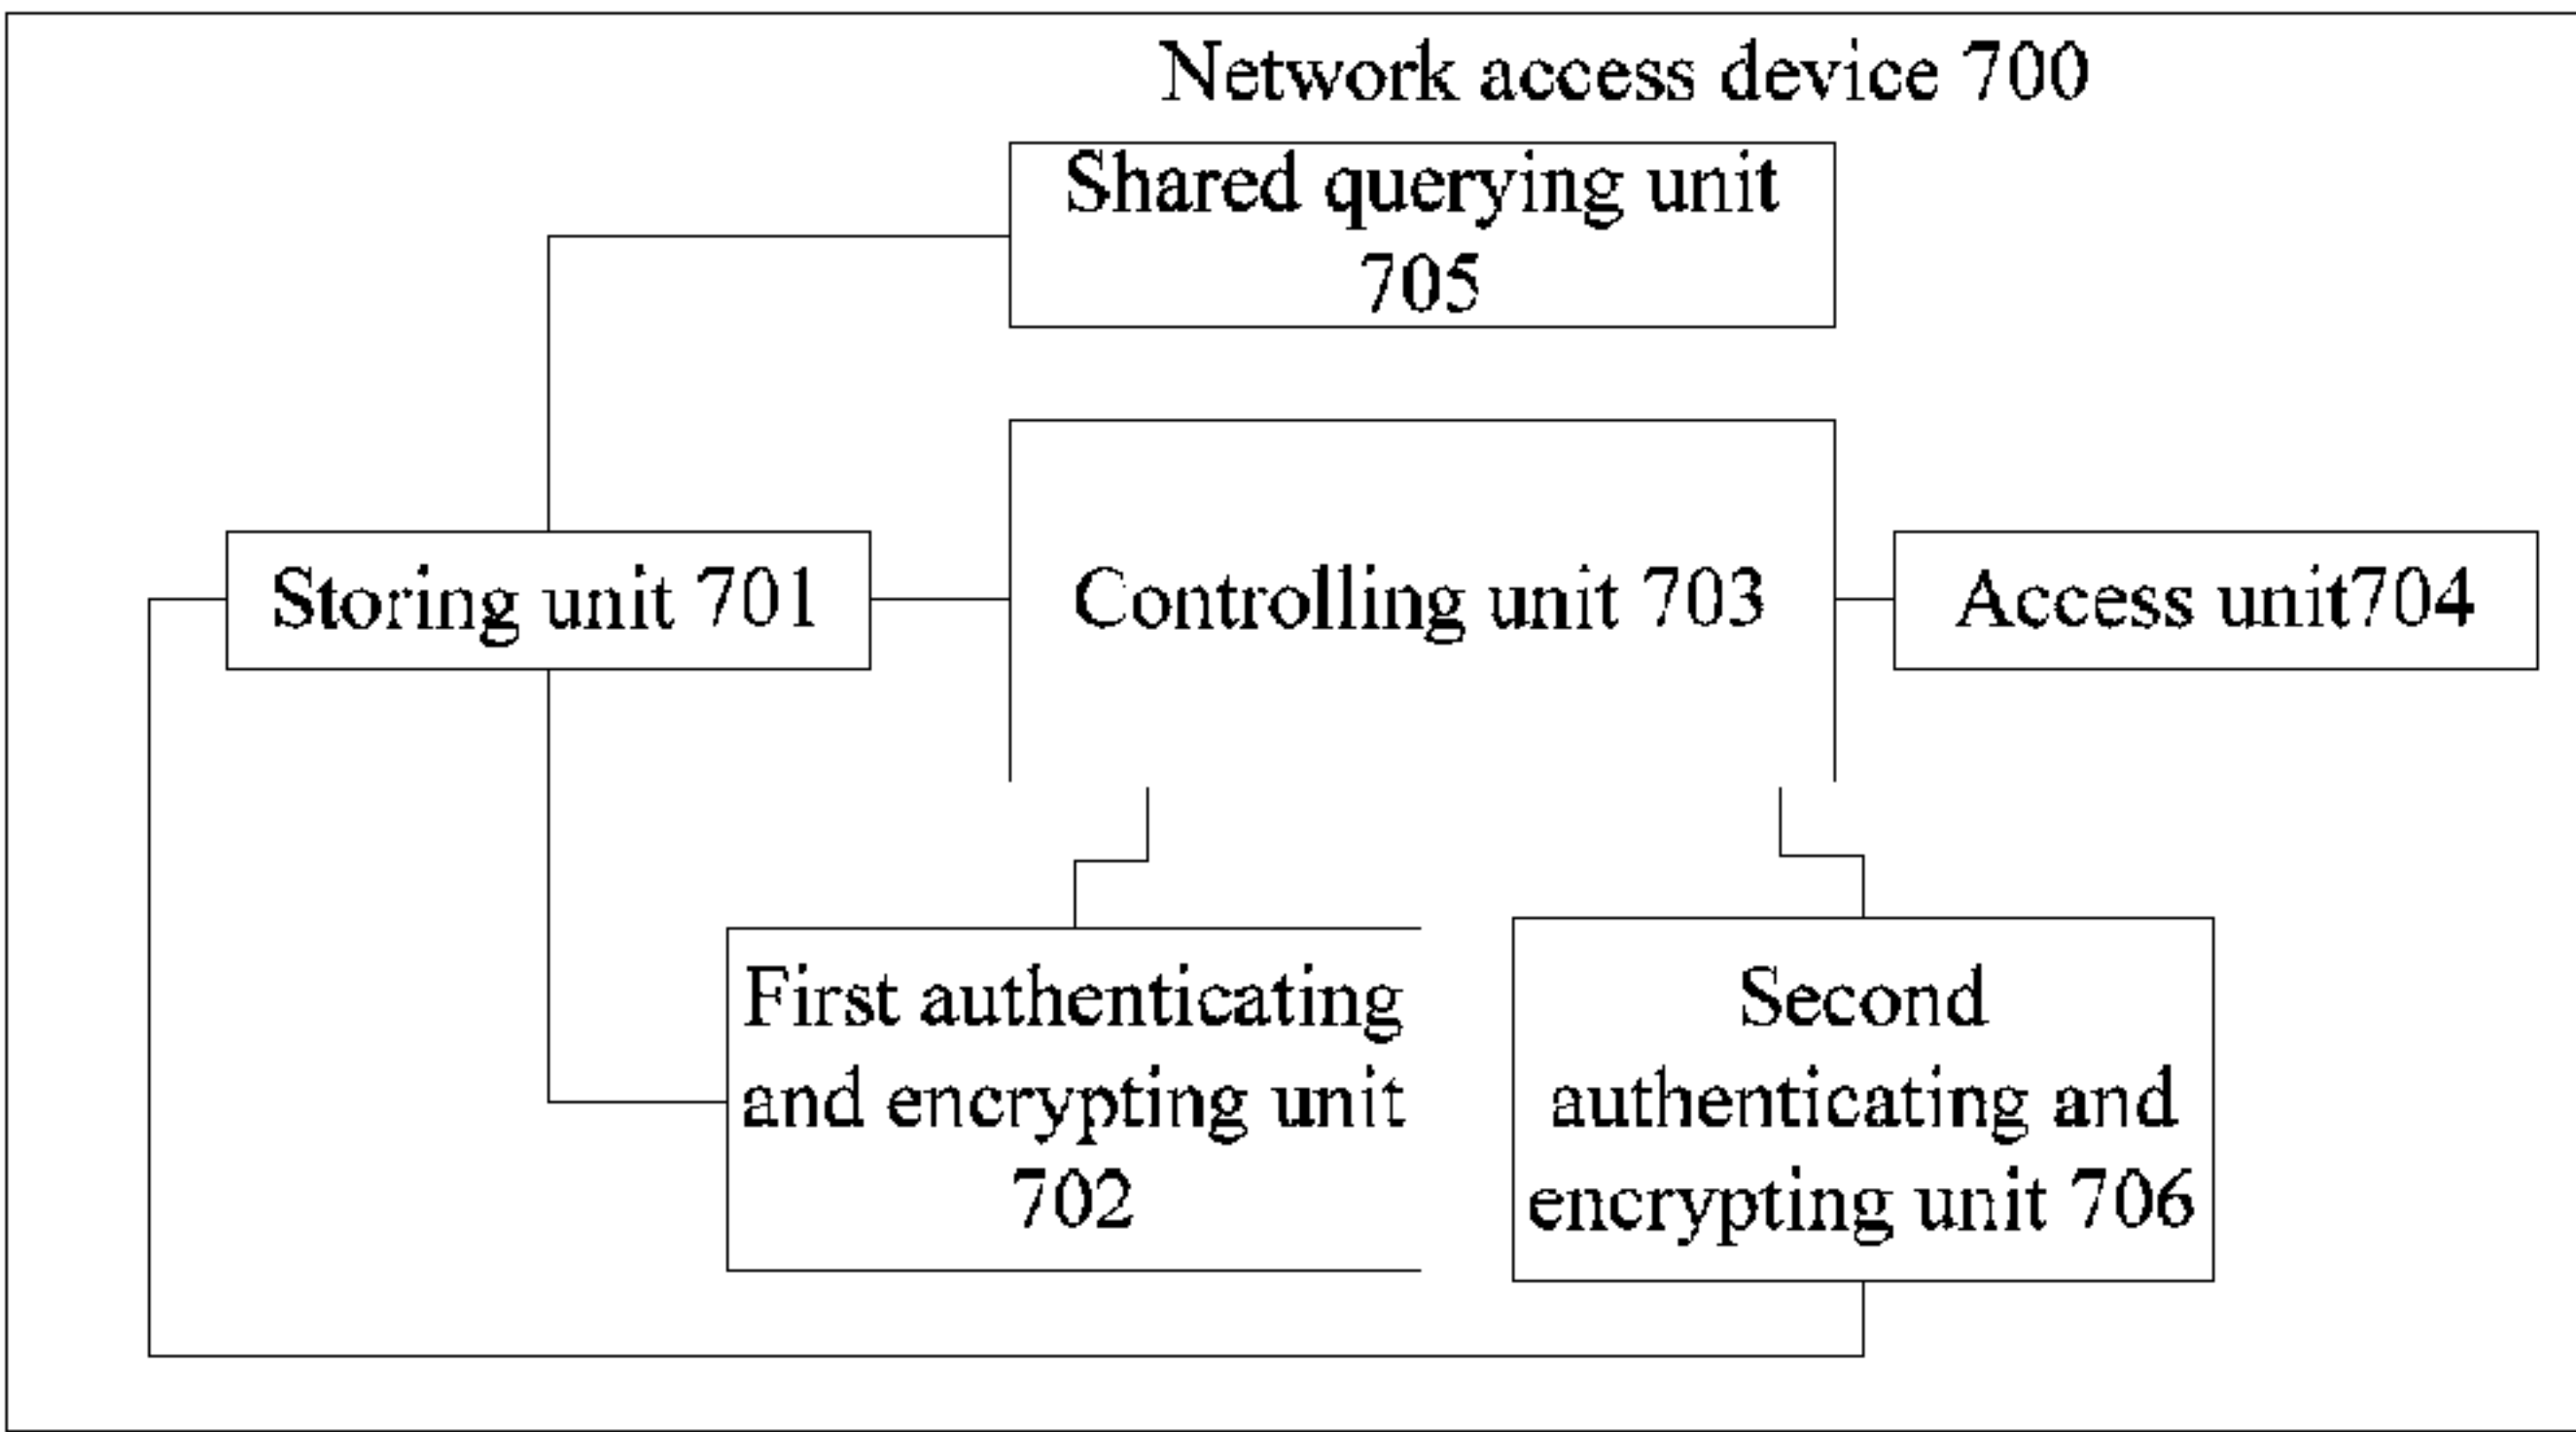 Network access device 700
Shared querying unit
705
Storing unit 701
Controlling unit 703
Access unit704
First authenticating
and encrypting unit
702
Second
authenticating and
encrypting unit 706